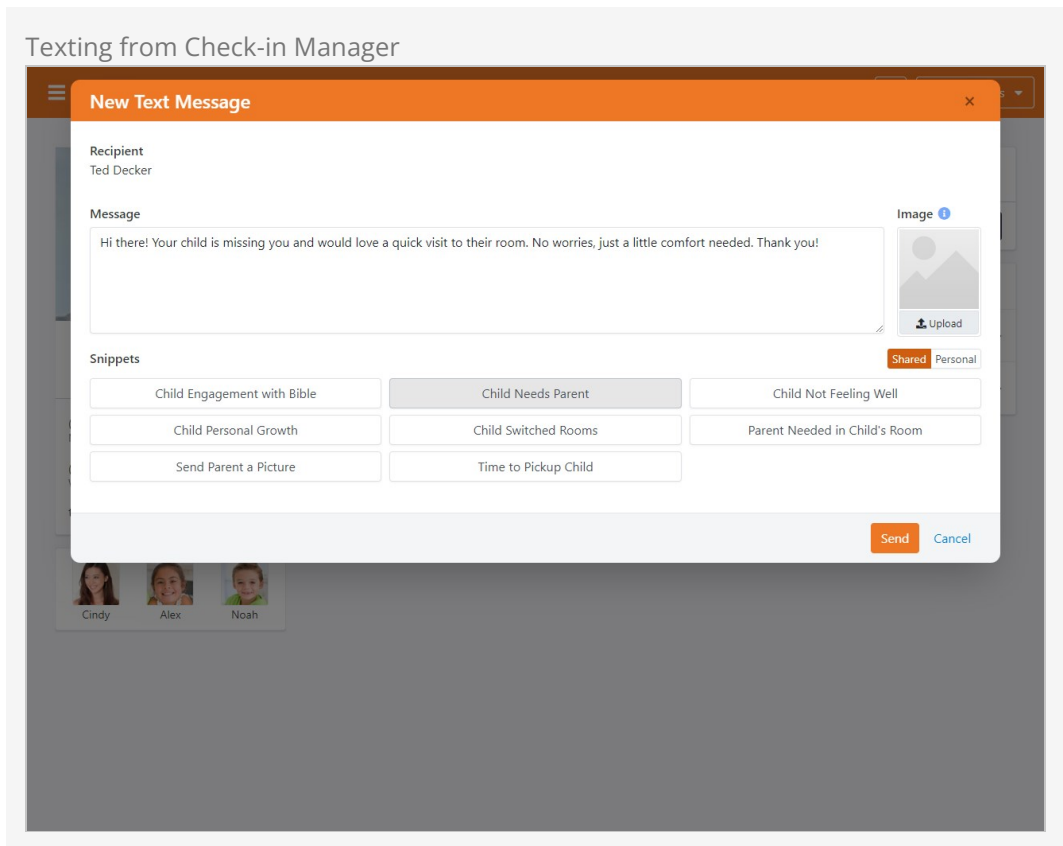 Texting from Check-in Manager
New Text Message
×
Recipient
Ted Decker
Message
Image
Hi there! Your child is missing you and would love a quick visit to their room. No worries, just a little comfort needed. Thank you!
Upload
Snippets
Shared Personal
Child Engagement with Bible
Child Needs Parent
Child Not Feeling Well
Child Personal Growth
Child Switched Rooms
Parent Needed in Child's Room
Send Parent a Picture
Time to Pickup Child
Send Cancel
Cindy Alex Noah